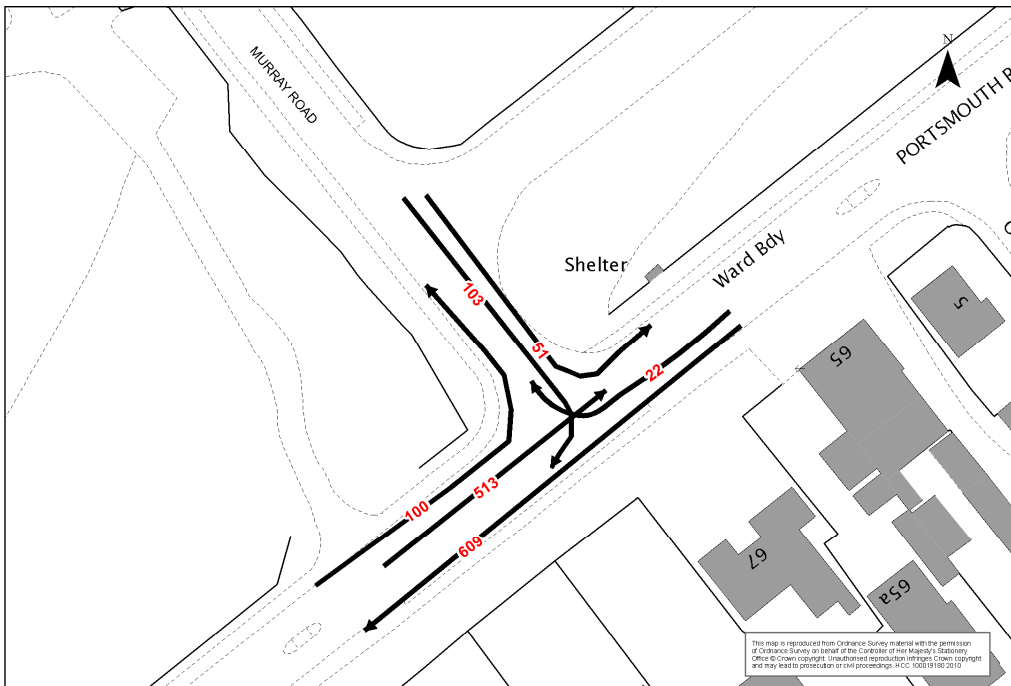 MURRAY ROAD
N
PORTSMOUTH R
Shelter
Ward Bdy
103
51
22
100
513
609
5
65
67
65a
This map is reproduced from Ordnance Survey material with the permission
of Ordnance Survey on behalf of the Controller of Her Majesty's Stationery
Office © Crown copyright. Unauthorised reproduction infringes Crown copyright
and may lead to prosecution or civil proceedings. HCC 100019180 2010